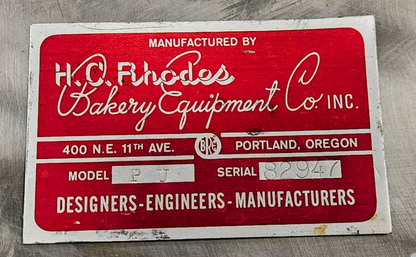 MANUFACTURED BY
H.C. Rhodes
Bakery Equipment Co INC.
400 N.E. 11TH AVE. BRE PORTLAND, OREGON
MODEL P J SERIAL 82947
DESIGNERS-ENGINEERS-MANUFACTURERS